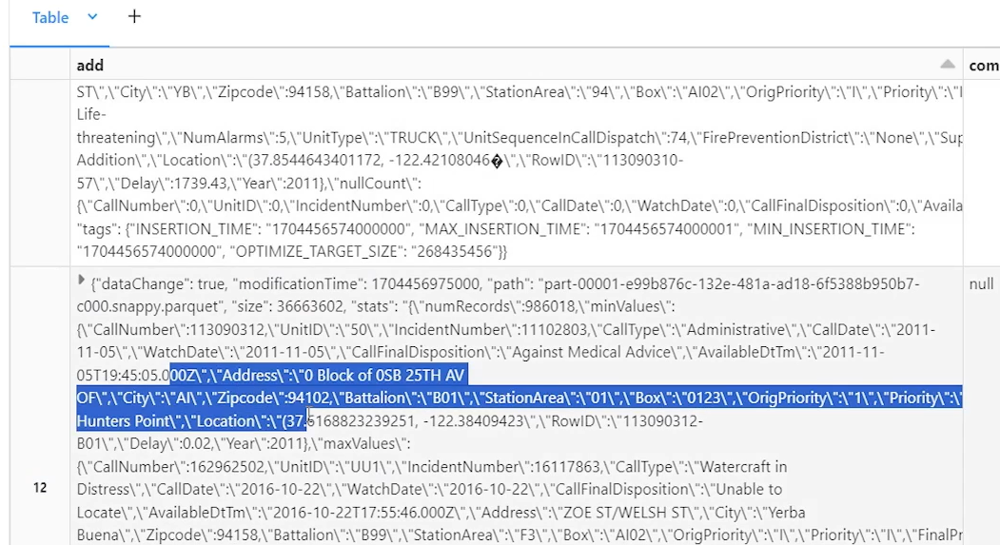 Table
add
com
ST\",\"City\":\"YB\",\"Zipcode\":94158,\"Battalion\":\"B99\",\"StationArea\":\"94\",\"Box\":\"AI02\",\"OrigPriority\":\"I\",\"Priority\":\"I
Life-
threatening\",\"NumAlarms\":5,\"UnitType\":\"TRUCK\",\"UnitSequenceInCallDispatch\":74,\"FirePreventionDistrict\":\"None\",\"Sup
Addition\",\"Location\":\"(37.8544643401172, -122.42108046�\",\"RowID\":\"113090310-
57\",\"Delay\":1739.43,\"Year\":2011},\"nullCount\":
{\"CallNumber\":0,\"UnitID\":0,\"IncidentNumber\":0,\"CallType\":0,\"CallDate\":0,\"WatchDate\":0,\"CallFinalDisposition\":0,\"Availa
"tags": {"INSERTION_TIME": "1704456574000000", "MAX_INSERTION_TIME": "1704456574000001", "MIN_INSERTION_TIME":
"1704456574000000", "OPTIMIZE_TARGET_SIZE": "268435456"}}
{"dataChange": true, "modificationTime": 1704456975000, "path": "part-00001-e99b876c-132e-481a-ad18-6f5388b950b7-
null
c000.snappy.parquet", "size": 36663602, "stats": "{\"numRecords\":986018,\"minValues\":
{\"CallNumber\":113090312,\"UnitID\":\"50\",\"IncidentNumber\":11102803,\"CallType\":\"Administrative\",\"CallDate\":\"2011-
11-05\",\"WatchDate\":\"2011-11-05\",\"CallFinalDisposition\":\"Against Medical Advice\",\"AvailableDtTm\":\"2011-11-
05T19:45:05.000Z\",\"Address\":\"0 Block of 0SB 25TH AV
OF\",\"City\":\"AI\",\"Zipcode\":94102,\"Battalion\":\"B01\",\"StationArea\":\"01\",\"Box\":\"0123\",\"OrigPriority\":\"1\",\"Priority\":\"
Hunters Point\",\"Location\":\"(37.6168823239251, -122.38409423\",\"RowID\":\"113090312-
B01\",\"Delay\":0.02,\"Year\":2011},\"maxValues\":
{\"CallNumber\":162962502,\"UnitID\":\"UU1\",\"IncidentNumber\":16117863,\"CallType\":\"Watercraft in
12
Distress\",\"CallDate\":\"2016-10-22\",\"WatchDate\":\"2016-10-22\",\"CallFinalDisposition\":\"Unable to
Locate\",\"AvailableDtTm\":\"2016-10-22T17:55:46.000Z\",\"Address\":\"ZOE ST/WELSH ST\",\"City\":\"Yerba
Buena\",\"Zipcode\":94158,\"Battalion\":\"B99\",\"StationArea\":\"F3\",\"Box\":\"AI02\",\"OrigPriority\":\"I\",\"Priority\":\"I\",\"FinalPr